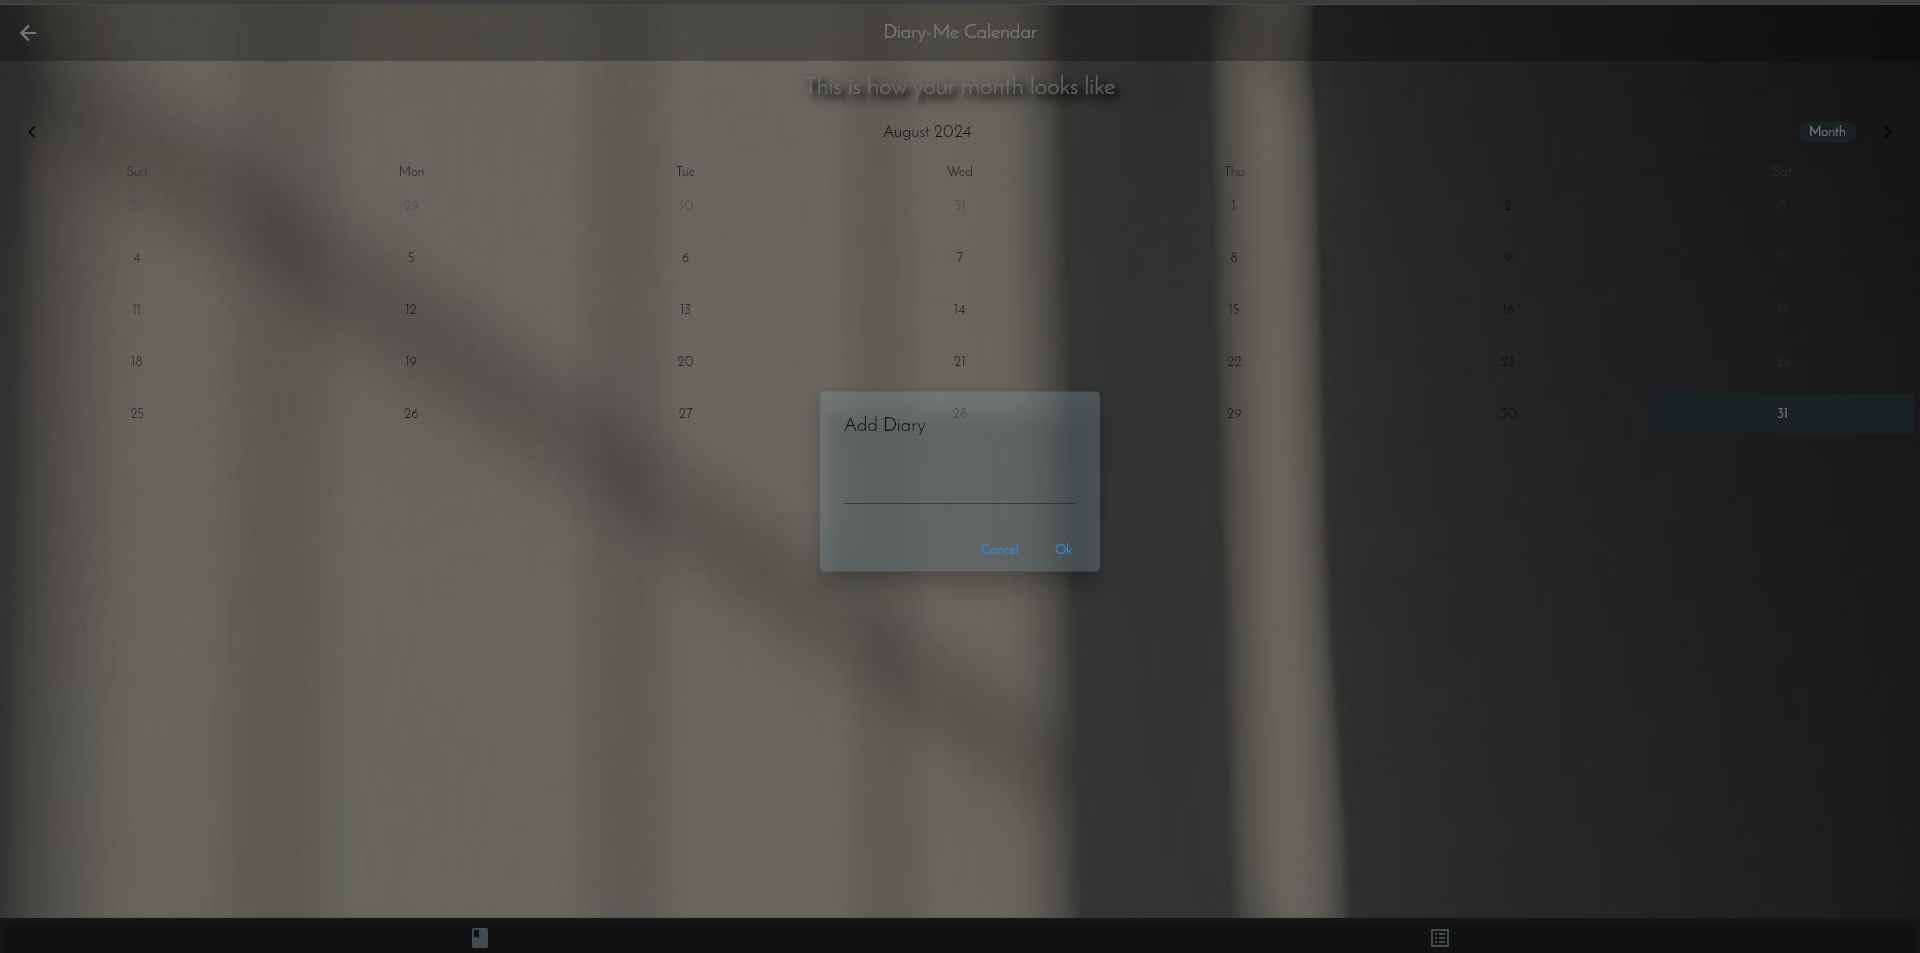 Diary-Me Calendar
This is how your month looks like
August 2024 Month
Sun Mon Tue Wed Thu Sat
28 29 30 31 1 2 3
4 5 6 7 8 9 10
11 12 13 14 15 16 17
18 19 20 21 22 23 24
25 26 27 28 29 30 31
Add Diary
Cancel Ok